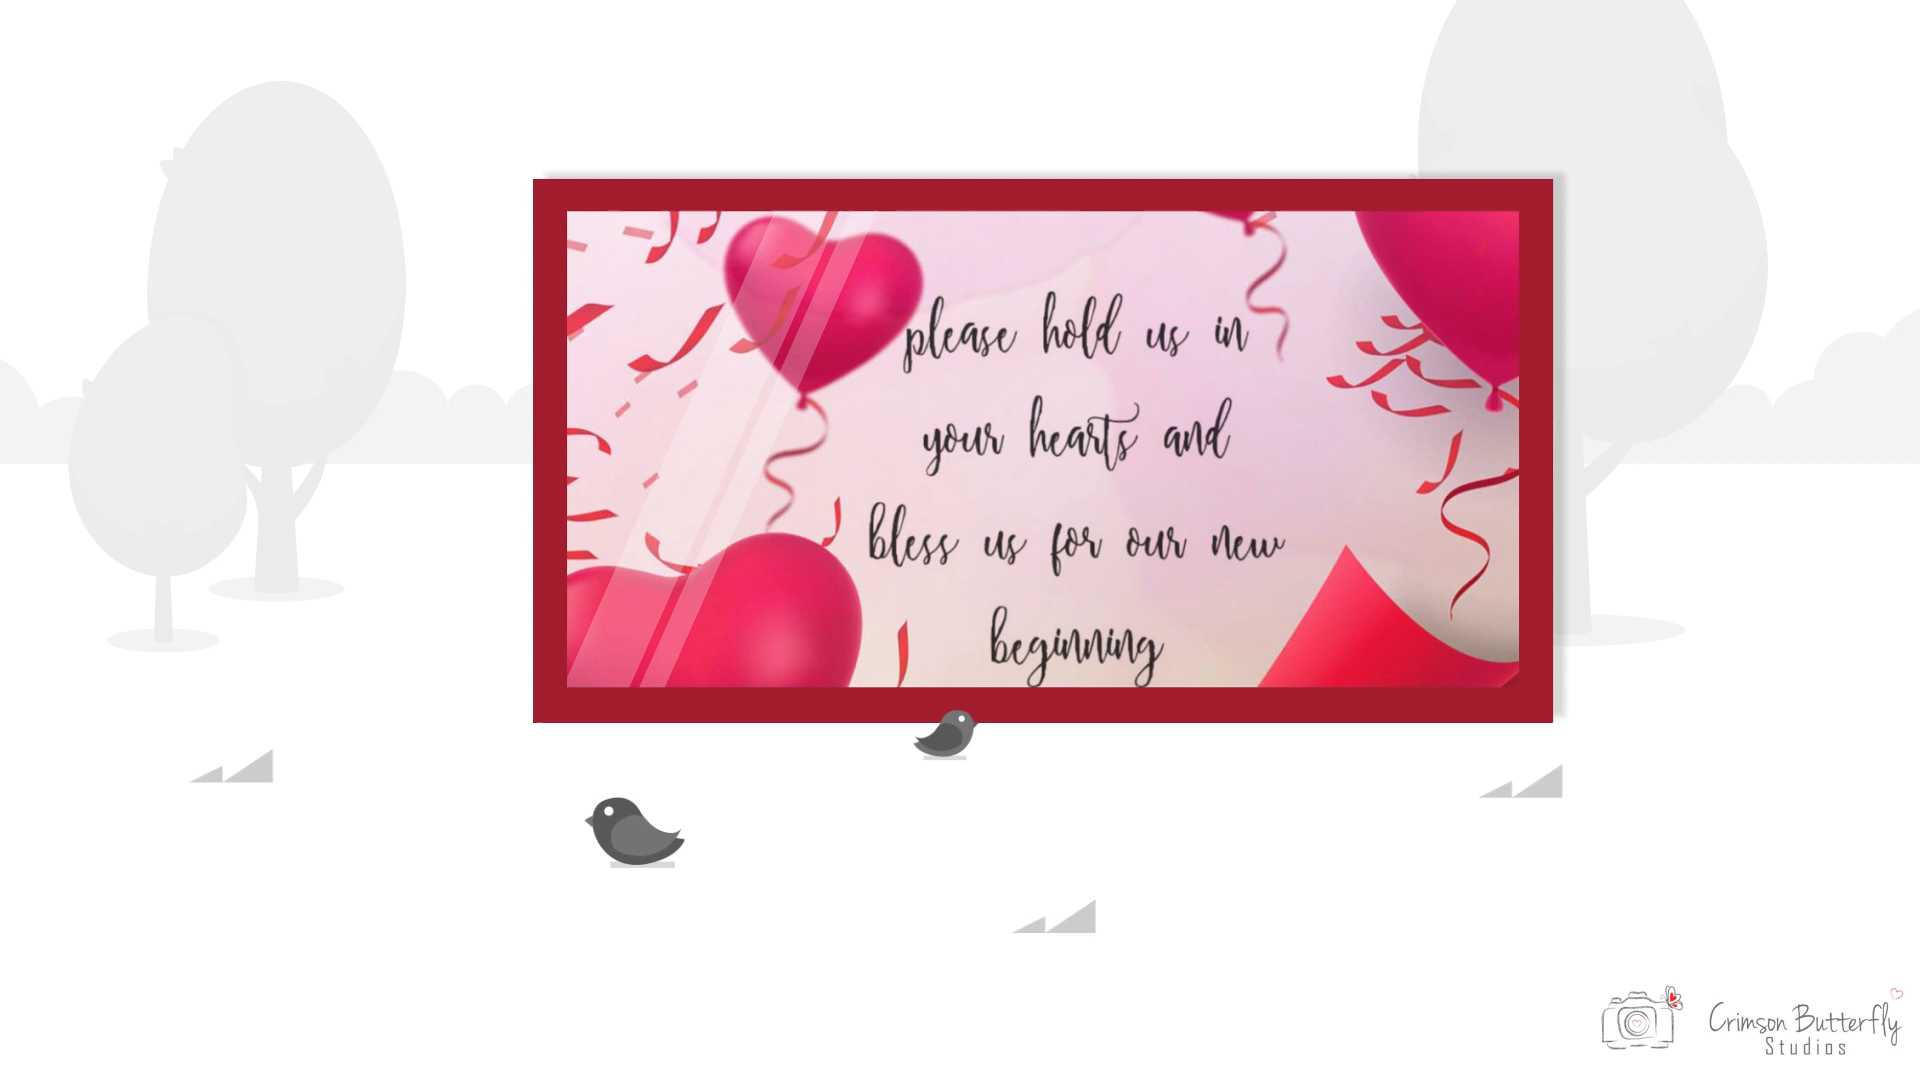 please hold us in
your hearts and
bless us for our new
beginning
Crimson Butterfly
Studios